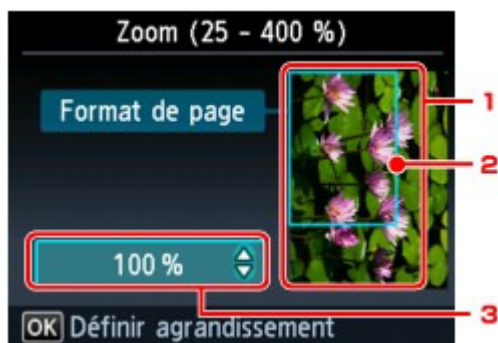 Zoom (25 - 400 %)
Format de page
1
2
100 %
3
OK Définir agrandissement